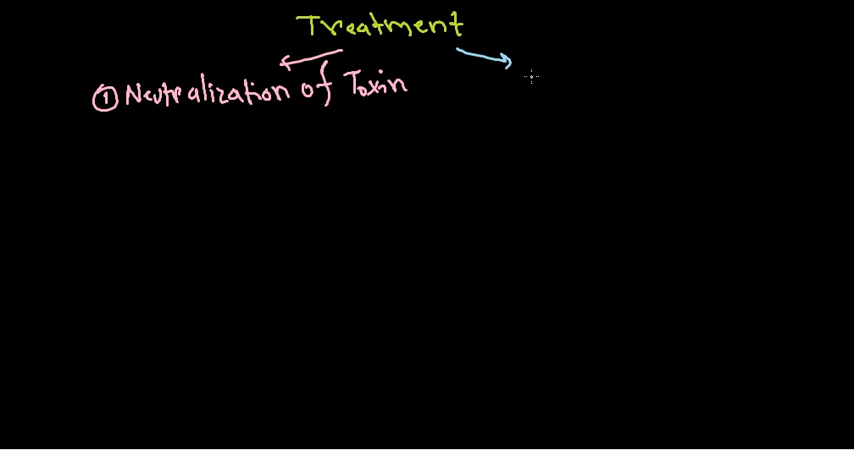 Treatment
① Neutralization of Toxin